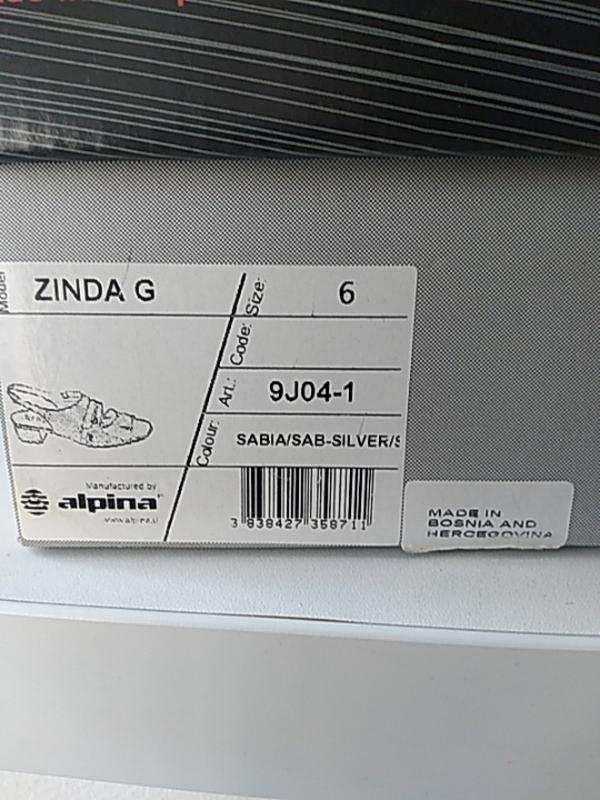 Model
ZINDA G
Size:
6
Code:
Art.:
9J04-1
Colour:
SABIA/SAB-SILVER/S
Manufactured by
alpina
www.alpina.si
3 838427 358711
MADE IN
BOSNIA AND
HERCEGOVINA